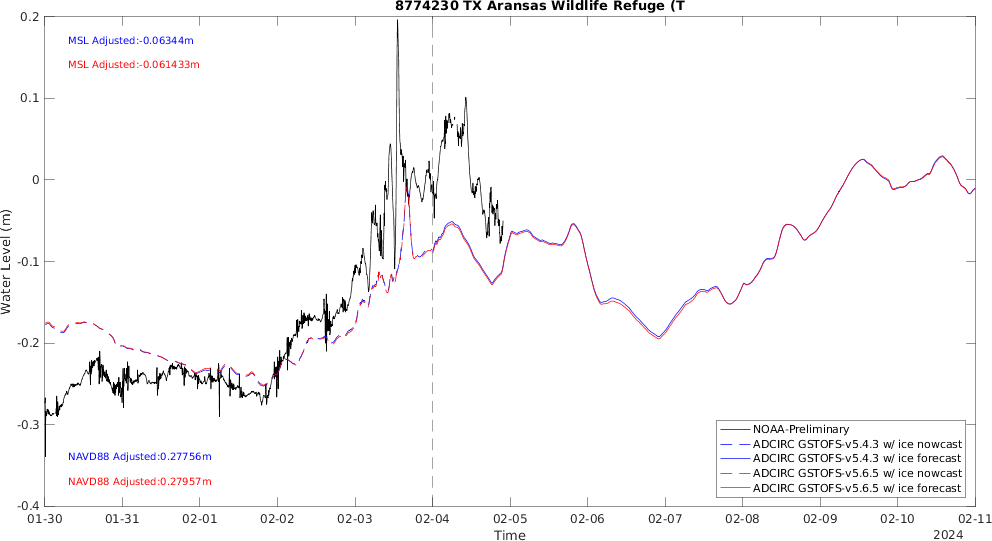 8774230 TX Aransas Wildlife Refuge (T
MSL Adjusted:-0.06344m
MSL Adjusted:-0.061433m
0.2
0.1
0
-0.1
-0.2
-0.3
-0.4
Water Level (m)
NAVD88 Adjusted:0.27756m
NAVD88 Adjusted:0.27957m
NOAA-Preliminary
ADCIRC GSTOFS-v5.4.3 w/ ice nowcast
ADCIRC GSTOFS-v5.4.3 w/ ice forecast
ADCIRC GSTOFS-v5.6.5 w/ ice nowcast
ADCIRC GSTOFS-v5.6.5 w/ ice forecast
01-30 01-31 02-01 02-02 02-03 02-04 02-05 02-06 02-07 02-08 02-09 02-10 02-11
Time
2024